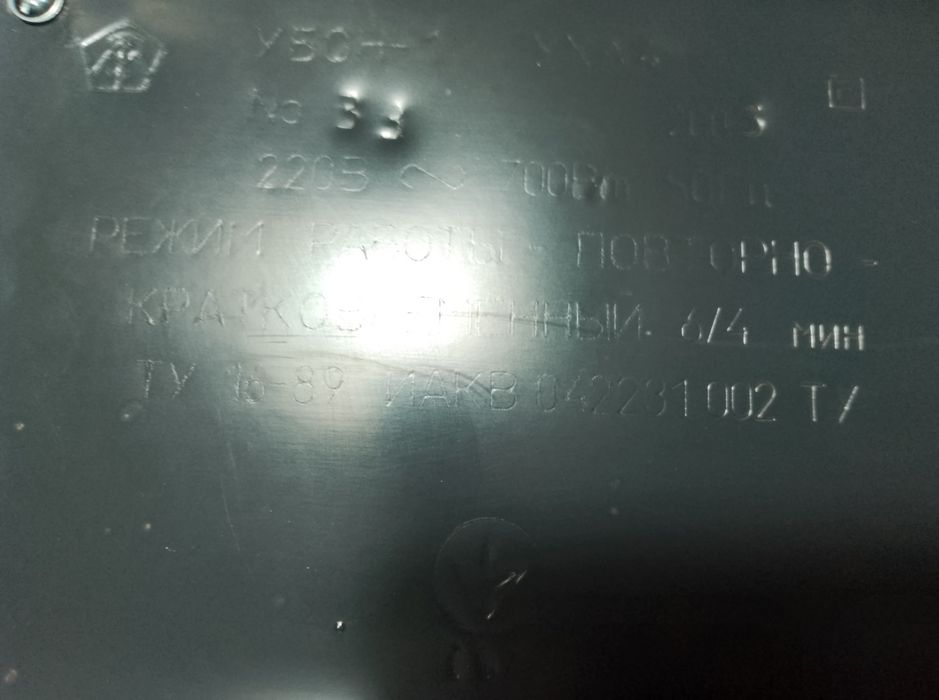 УБОН-1
№ 33
220В ~ 700Вт 50Гц
РЕЖИМ РАБОТЫ - ПОВТОРНО -
КРАТКОВРЕМЕННЫЙ 6/4 мин
ТУ 16-89 ИАКВ 042231 002 ТУ